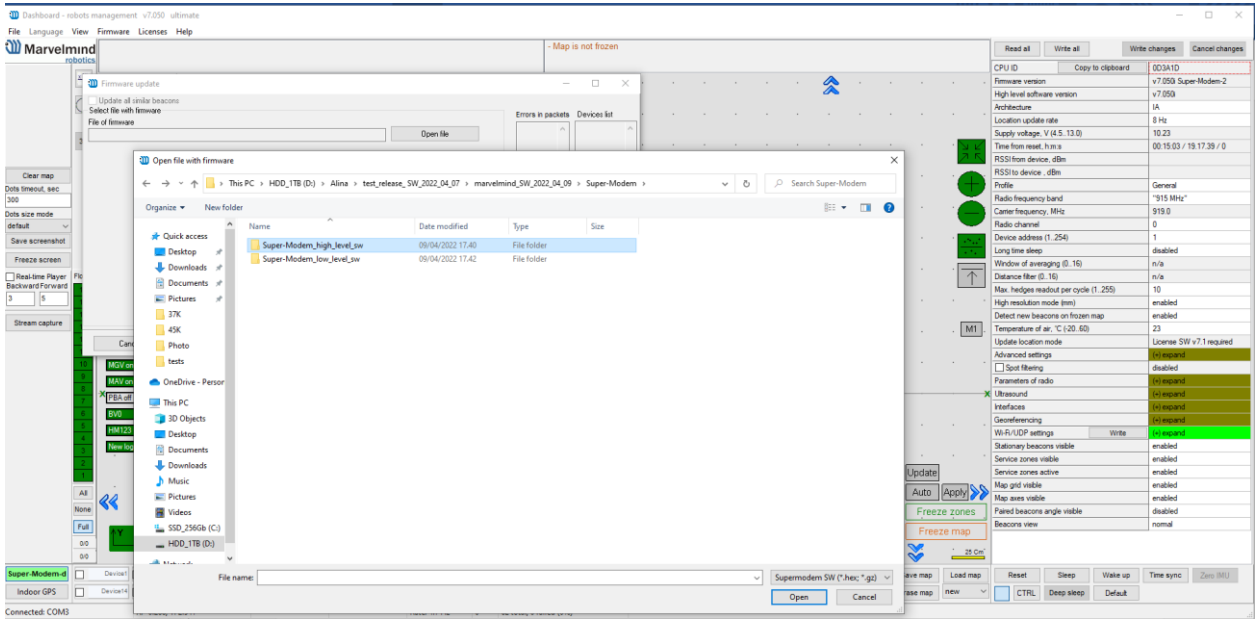 Dashboard - robots management v7.050 ultimate
File Language View Firmware Licenses Help
Marvelmind
robotics
- Map is not frozen
Read all Write all Write changes Cancel changes
CPU ID Copy to clipboard 0D3A1D
Firmware version v7.050i Super-Modem-2
High level software version v7.050i
Architecture IA
Location update rate 8 Hz
Supply voltage, V (4.5..13.0) 10.23
Time from reset, h:m:s 00:15:03 / 19.17.39 / 0
RSSI from device, dBm
RSSI to device , dBm
Profile General
Radio frequency band "915 MHz"
Carrier frequency, MHz 919.0
Radio channel 0
Device address (1..254) 1
Long time sleep disabled
Window of averaging (0..16) n/a
Distance filter (0..16) n/a
Max. hedges readout per cycle (1..255) 10
High resolution mode (mm) enabled
Detect new beacons on frozen map enabled
Temperature of air, °C (-20..60) 23
Update location mode License SW v7.1 required
Advanced settings (+) expand
Spot filtering disabled
Parameters of radio (+) expand
Ultrasound (+) expand
Interfaces (+) expand
Georeferencing (+) expand
Wi-Fi/UDP settings Write (+) expand
Stationary beacons visible enabled
Service zones visible enabled
Service zones active enabled
Map grid visible enabled
Map axes visible enabled
Paired beacons angle visible disabled
Beacons view normal
Firmware update
Update all similar beacons
Select file with firmware
File of firmware
Open file
Errors in packets Devices list
Open file with firmware
This PC > HDD_1TB (D:) > Alina > test_release_ SW_2022_04_07 > marvelmind_SW_2022_04_09 > Super-Modem >
Search Super-Modem
Organize New folder
Name Date modified Type Size
Super-Modem_high_level_sw 09/04/2022 17.40 File folder
Super-Modem_low_level_sw 09/04/2022 17.42 File folder
Quick access
Desktop
Downloads
Documents
Pictures
37K
45K
Photo
tests
OneDrive - Person
This PC
3D Objects
Desktop
Documents
Downloads
Music
Pictures
Videos
SSD_256Gb (C:)
HDD_1TB (D:)
File name:
Supermodem SW (*.hex; *.gz)
Open Cancel
Clear map
Dots timeout, sec
300
Dots size mode
default
Save screenshot
Freeze screen
Real-time Player
Backward Forward
3 5
Stream capture
MGV on
MAV on
PBA off
BV0
HM123
New log
All
None
Full
0/0
0/0
M1
Update
Auto Apply
Freeze zones
Freeze map
25 Cm
Super-Modem-d Device1
Indoor GPS Device14
Load map
new
Reset Sleep Wake up Time sync Zero IMU
CTRL Deep sleep Default
Connected: COM3